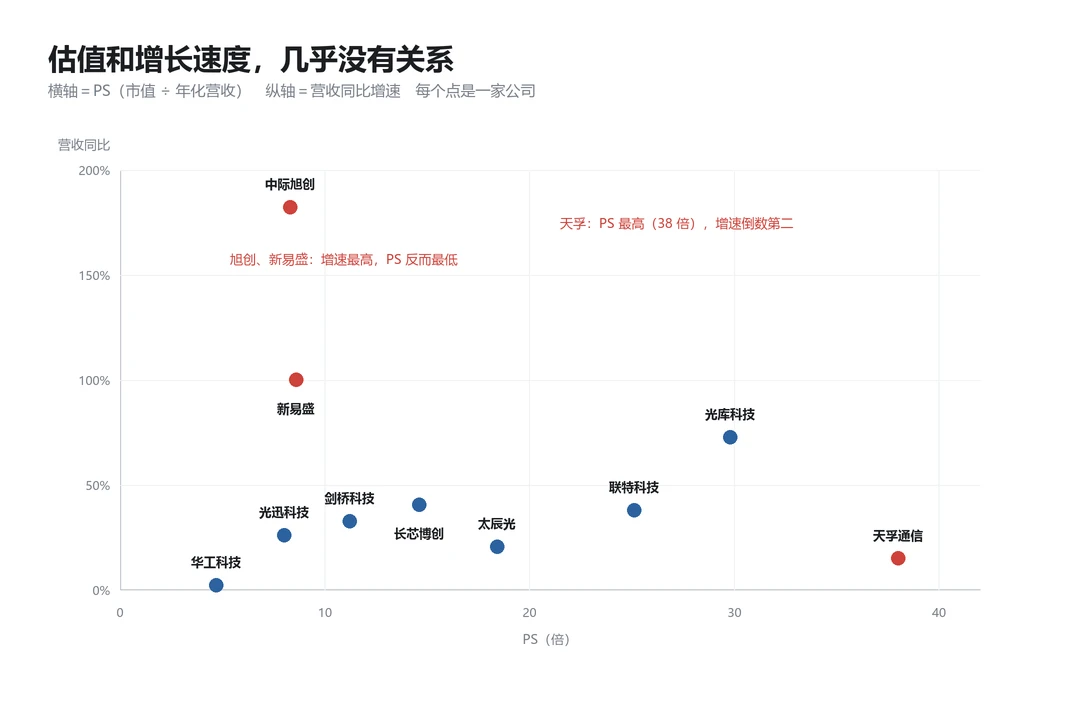 估值和增长速度，几乎没有关系
横轴＝PS（市值 ÷ 年化营收）　纵轴＝营收同比增速　每个点是一家公司
营收同比
200%
中际旭创
天孚：PS 最高（38 倍），增速倒数第二
旭创、新易盛：增速最高，PS 反而最低
150%
100%
新易盛
光库科技
50%
联特科技
剑桥科技
光迅科技
长芯博创
太辰光
天孚通信
华工科技
0%
0 10 20 30 40
PS（倍）